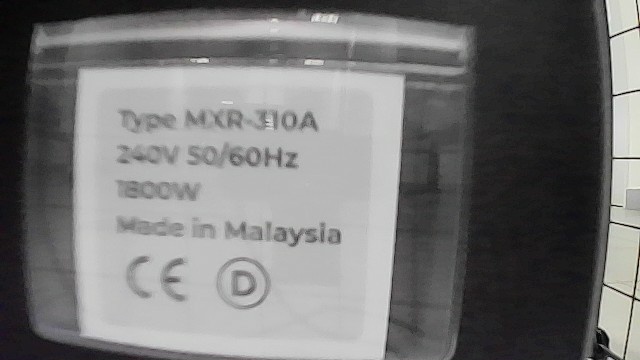 Type MXR-310A
240V 50/60Hz
1800W
Made in Malaysia
CE D